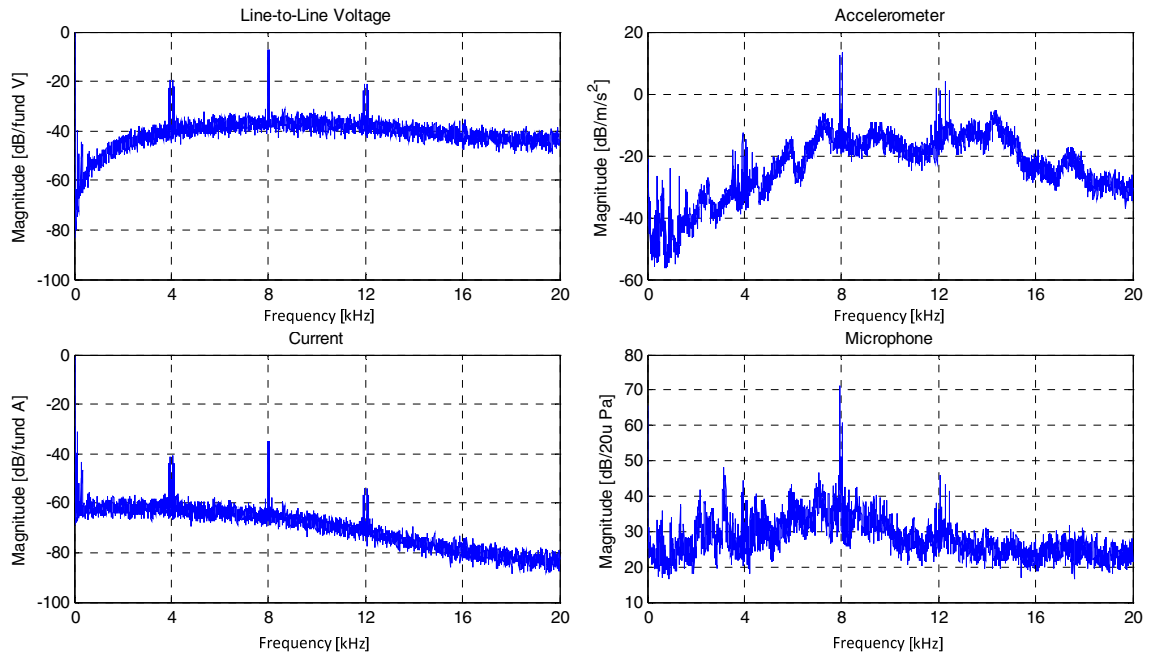 Line-to-Line Voltage
Magnitude [dB/fund V]
0
-20
-40
-60
-80
-100
0 4 8 12 16 20
Frequency [kHz]
Accelerometer
Magnitude [dB/m/s²]
20
0
-20
-40
-60
0 4 8 12 16 20
Frequency [kHz]
Current
Magnitude [dB/fund A]
0
-20
-40
-60
-80
-100
0 4 8 12 16 20
Frequency [kHz]
Microphone
Magnitude [dB/20u Pa]
80
70
60
50
40
30
20
10
0 4 8 12 16 20
Frequency [kHz]